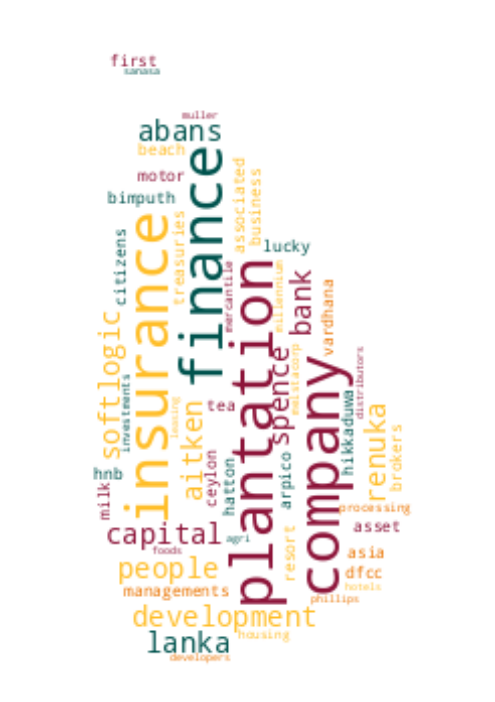 first
sanasa
muller
abans
beach
motor
bimputh
finance
associated
business
treasuries
citizens
insurance
lucky
mercantile
plantation
millennium
bank
vardhana
softlogic
investments
leasing
aitken
tea
spence
meistacorp
company
distributors
hikkaduwa
renuka
brokers
hnb
milk
ceylon
hatton
arpico
processing
capital
agri
resort
asset
foods
asia
people
dfcc
managements
hotels
phillips
development
housing
lanka
developers